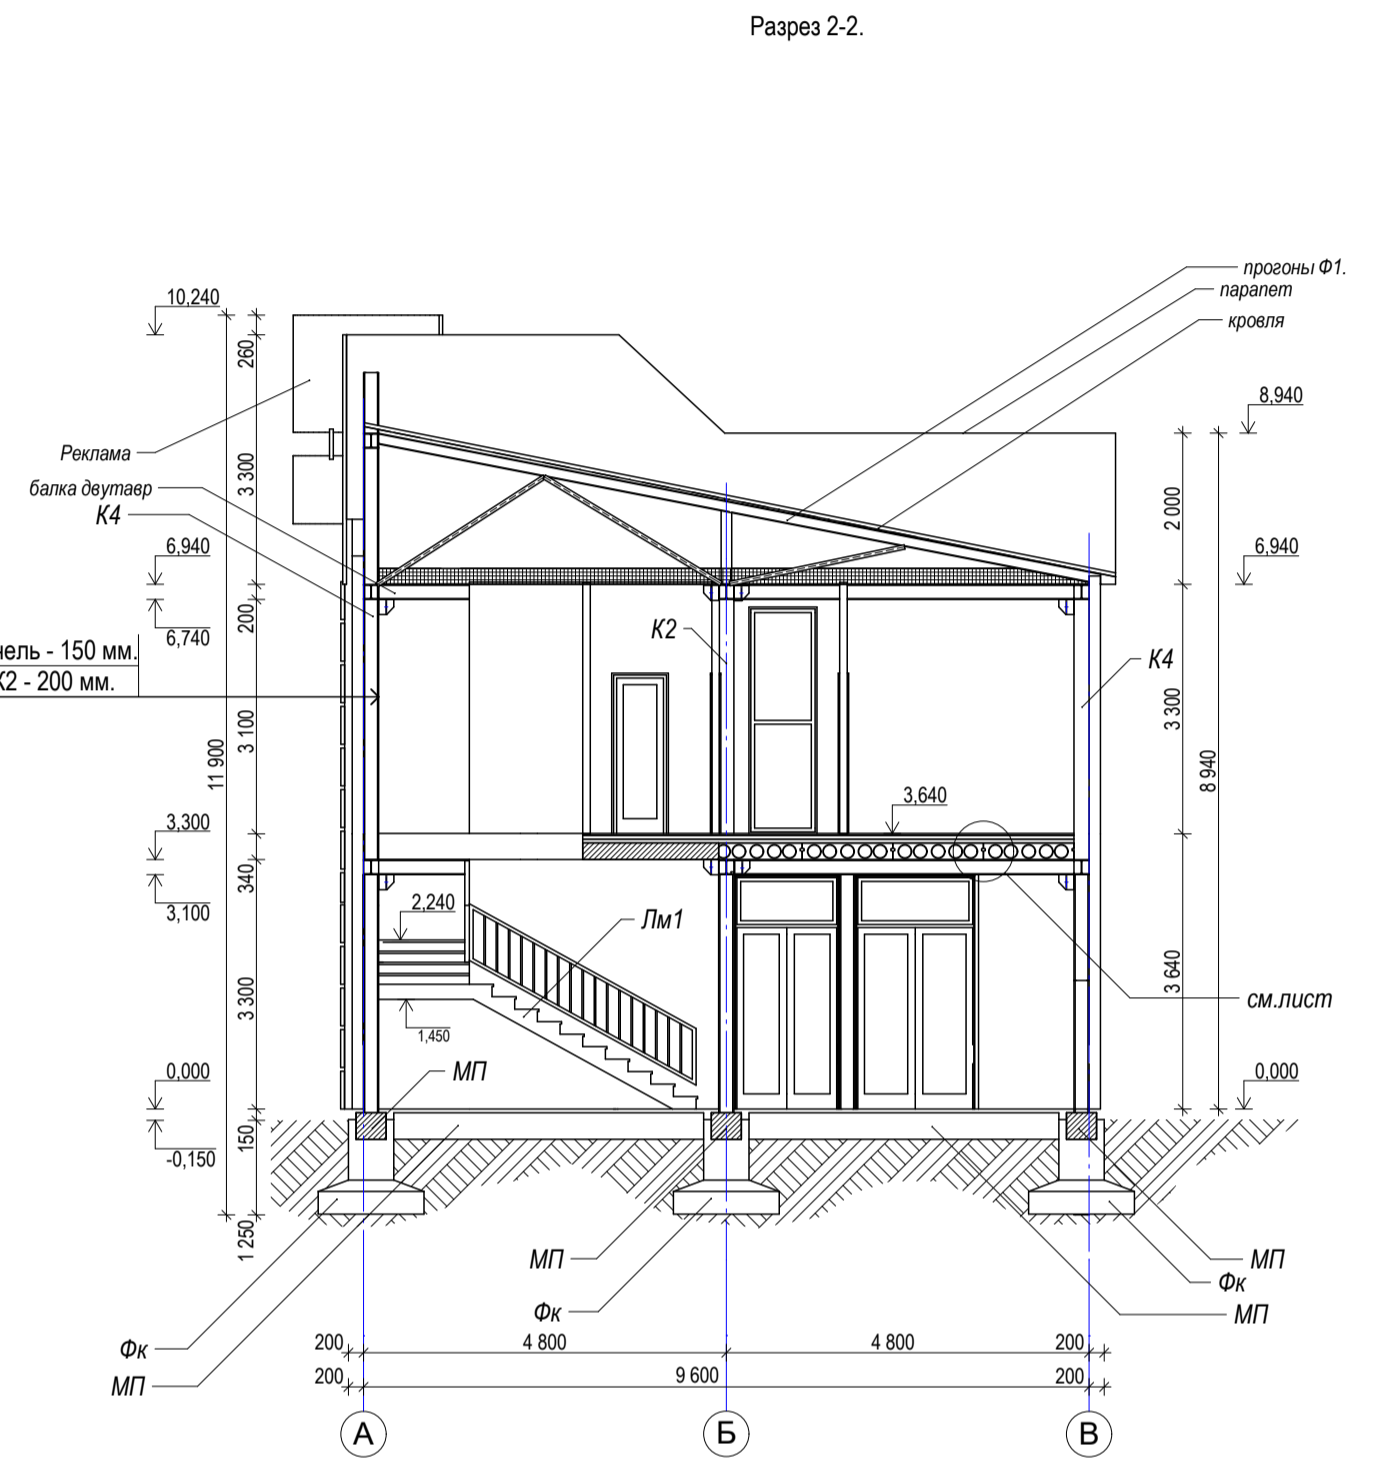 Разрез 2-2.
прогоны Ф1.
парапет
кровля
10,240
260
8,940
Реклама
3 300
балка двутавр
К4
2 000
6,940
6,940
200
6,740
К2
нель - 150 мм.
К2 - 200 мм.
К4
3 100
3 300
11 900
8 940
3,640
3,300
340
3,100
2,240
Лм1
3 300
3 640
см.лист
1,450
МП
0,000
0,000
150
-0,150
1 250
МП
МП
Фк
Фк
МП
Фк
МП
200
4 800
4 800
200
200
9 600
200
А
Б
В